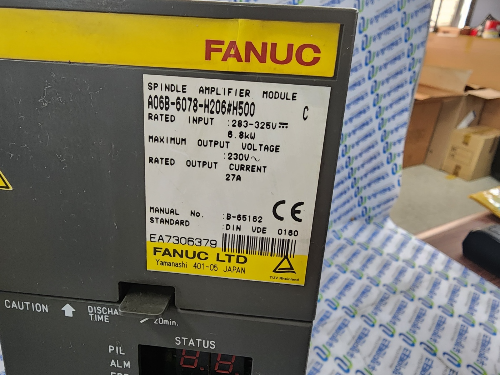 FANUC
SPINDLE AMPLIFIER MODULE
A06B-6078-H206#H500 C
RATED INPUT :283-325V
6.8kW
MAXIMUM OUTPUT VOLTAGE
:230V~
RATED OUTPUT CURRENT
27A
MANUAL No. :B-65162
STANDARD :DIN VDE 0160
CE
EA7306379
FANUC LTD
Yamanashi 401-05 JAPAN
CAUTION
TIME
20min.
STATUS
PIL
ALM